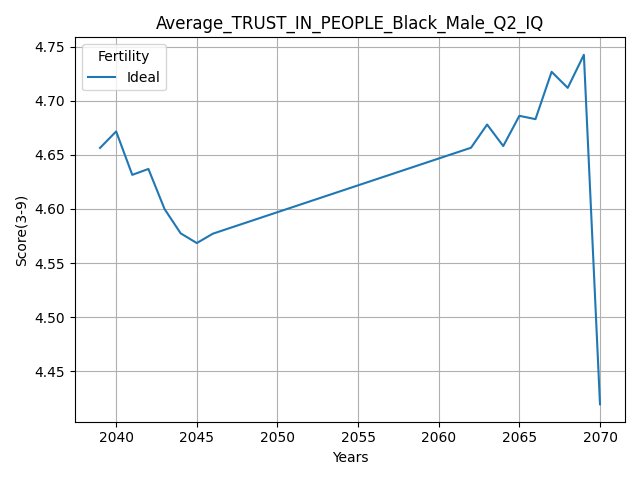 Average_TRUST_IN_PEOPLE_Black_Male_Q2_IQ
Fertility
Ideal
Score(3-9)
4.75
4.70
4.65
4.60
4.55
4.50
4.45
2040 2045 2050 2055 2060 2065 2070
Years